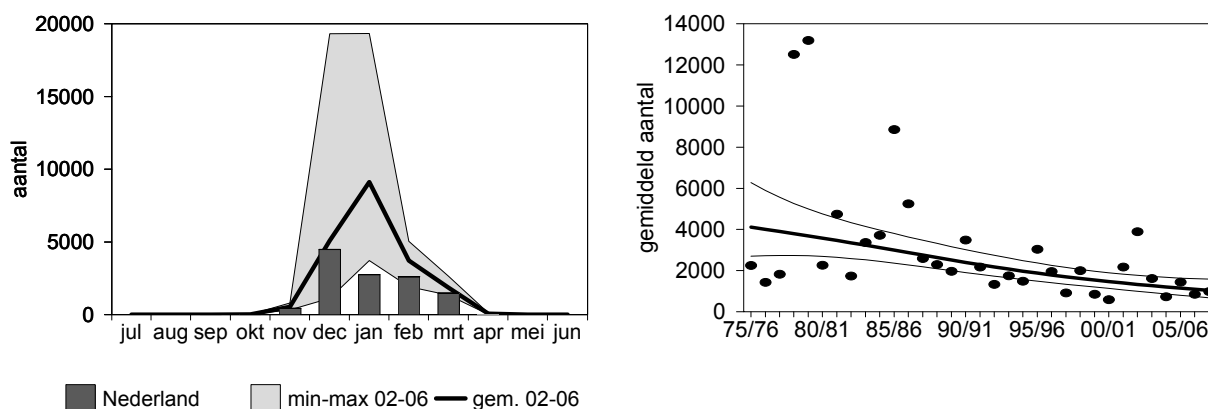 aantal
20000
15000
10000
5000
0
jul aug sep okt nov dec jan feb mrt apr mei jun
Nederland min-max 02-06 gem. 02-06
gemiddeld aantal
14000
12000
10000
8000
6000
4000
2000
0
75/76 80/81 85/86 90/91 95/96 00/01 05/06